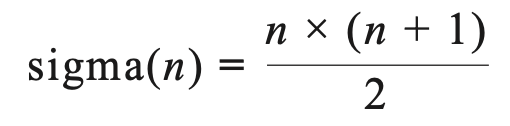 sigma(n) = n × (n + 1) / 2